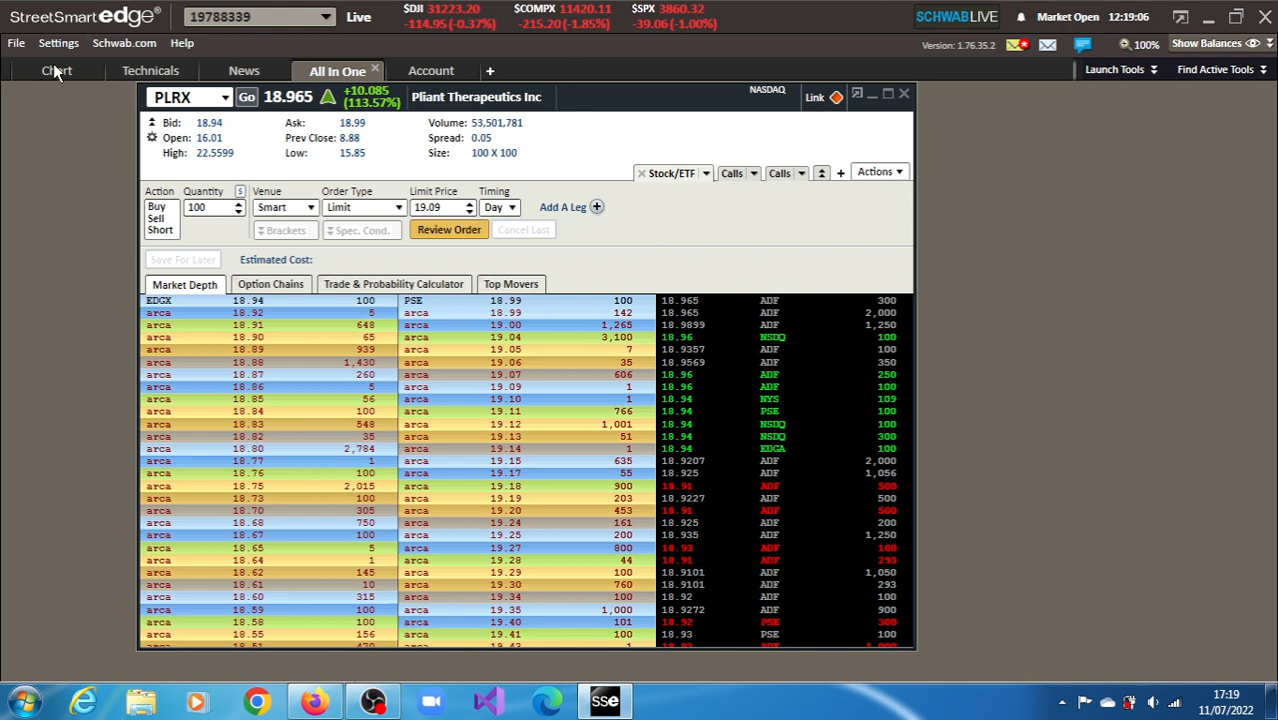 StreetSmart edge® 19788339 Live $DJI 31223.20 $COMPX 11420.11 $SPX 3860.32 SCHWABLIVE Market Open 12:19:06
-114.95 (-0.37%) -215.20 (-1.85%) -39.06 (-1.00%)
File Settings Schwab.com Help Version: 1.76.35.2 100% Show Balances
Chart Technicals News All In One Account + Launch Tools Find Active Tools
PLRX Go 18.965 +10.085 Pliant Therapeutics Inc NASDAQ Link
(113.57%)
Bid: 18.94 Ask: 18.99 Volume: 53,501,781
Open: 16.01 Prev Close: 8.88 Spread: 0.05
High: 22.5599 Low: 15.85 Size: 100 X 100
Stock/ETF Calls Calls + Actions
Action Quantity $ Venue Order Type Limit Price Timing
Buy 100 Smart Limit 19.09 Day Add A Leg
Sell
Short Brackets Spec. Cond. Review Order Cancel Last
Save For Later Estimated Cost:
Market Depth Option Chains Trade & Probability Calculator Top Movers
EDGX 18.94 100 PSE 18.99 100 18.965 ADF 300
arca 18.92 5 arca 18.99 142 18.965 ADF 2,000
arca 18.91 648 arca 19.00 1,265 18.9899 ADF 1,250
arca 18.90 65 arca 19.04 3,100 18.96 NSDQ 100
arca 18.89 939 arca 19.05 7 18.9357 ADF 100
arca 18.88 1,430 arca 19.06 35 18.9569 ADF 350
arca 18.87 260 arca 19.07 606 18.96 ADF 250
arca 18.86 5 arca 19.09 1 18.96 ADF 100
arca 18.85 56 arca 19.10 1 18.94 NYS 109
arca 18.84 100 arca 19.11 766 18.94 PSE 100
arca 18.83 548 arca 19.12 1,001 18.94 NSDQ 100
arca 18.82 35 arca 19.13 51 18.94 NSDQ 300
arca 18.80 2,784 arca 19.14 1 18.94 EDGA 100
arca 18.77 1 arca 19.15 635 18.9207 ADF 2,000
arca 18.76 100 arca 19.17 55 18.925 ADF 1,056
arca 18.75 2,015 arca 19.18 900 18.91 ADF 500
arca 18.73 100 arca 19.19 203 18.9227 ADF 500
arca 18.70 305 arca 19.20 453 18.91 ADF 500
arca 18.68 750 arca 19.24 161 18.925 ADF 200
arca 18.67 100 arca 19.25 200 18.935 ADF 1,250
arca 18.65 5 arca 19.27 800 18.93 ADF 100
arca 18.64 1 arca 19.28 44 18.91 ADF 293
arca 18.62 145 arca 19.29 100 18.9101 ADF 1,050
arca 18.61 10 arca 19.30 760 18.9101 ADF 293
arca 18.60 315 arca 19.34 100 18.92 ADF 100
arca 18.59 100 arca 19.35 1,000 18.9272 ADF 900
arca 18.58 100 arca 19.40 101 18.92 PSE 300
arca 18.55 156 arca 19.41 100 18.93 PSE 100
17:19
sse
11/07/2022